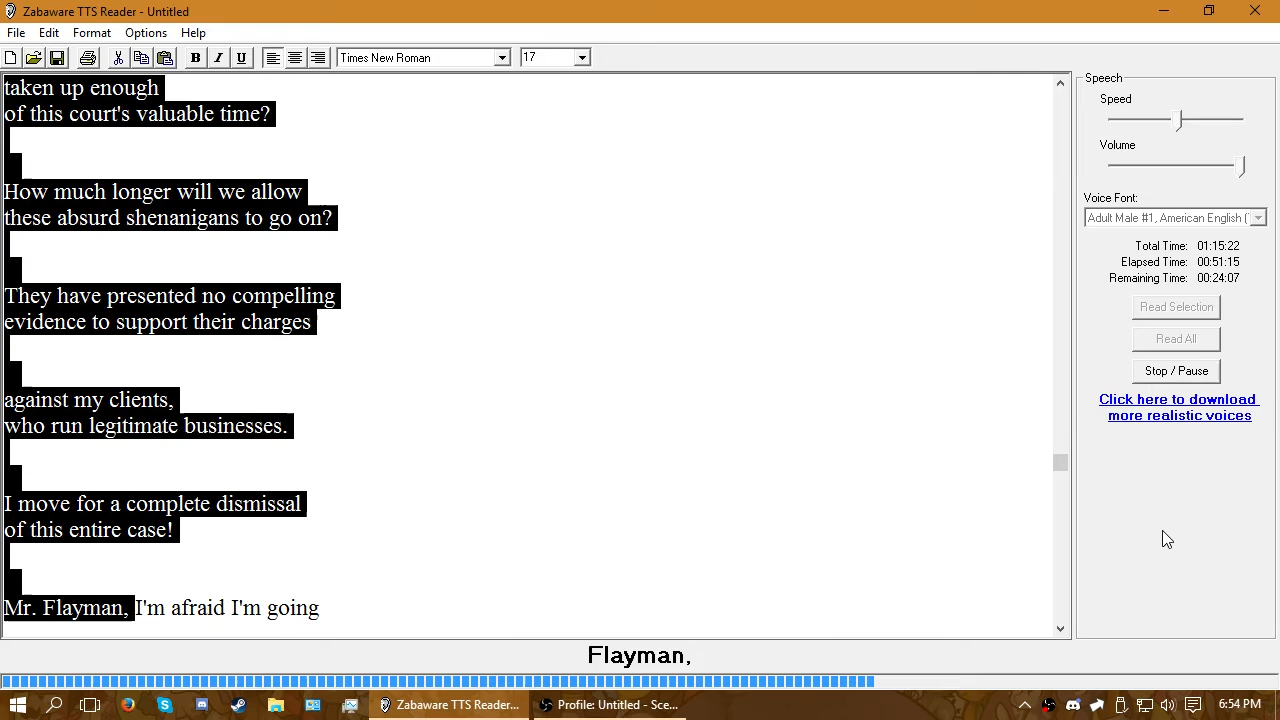 Zabaware TTS Reader - Untitled
File Edit Format Options Help
B I U Times New Roman 17
taken up enough
of this court's valuable time?
How much longer will we allow
these absurd shenanigans to go on?
They have presented no compelling
evidence to support their charges
against my clients,
who run legitimate businesses.
I move for a complete dismissal
of this entire case!
Mr. Flayman, I'm afraid I'm going
Speech
Speed
Volume
Voice Font:
Adult Male #1, American English (
Total Time: 01:15:22
Elapsed Time: 00:51:15
Remaining Time: 00:24:07
Read Selection
Read All
Stop / Pause
Click here to download
more realistic voices
Flayman,
Zabaware TTS Reader... Profile: Untitled - Sce... 6:54 PM